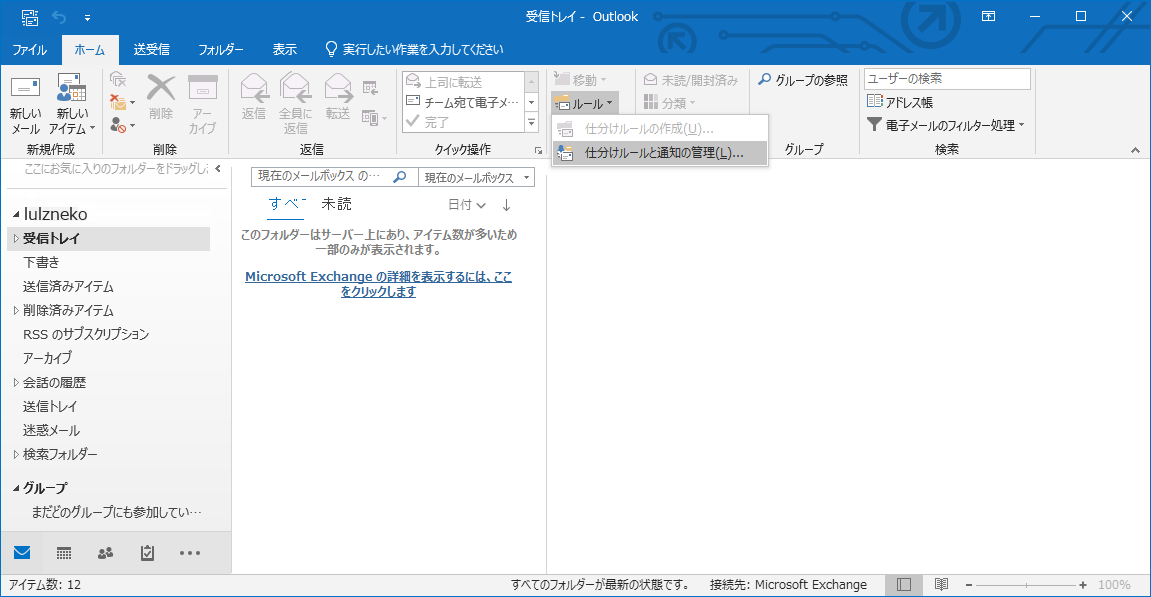 受信トレイ - Outlook
ファイル ホーム 送受信 フォルダー 表示 実行したい作業を入力してください
新しい
メール
新しい
アイテム
新規作成
削除
アー
カイブ
削除
返信
全員に
返信
転送
返信
上司に転送
チーム宛て電子メ…
完了
クイック操作
移動
ルール
仕分けルールの作成(U)...
仕分けルールと通知の管理(L)...
未読/開封済み
分類
グループの参照
グループ
ユーザーの検索
アドレス帳
電子メールのフィルター処理
検索
ここにお気に入りのフォルダーをドラッグし
lulzneko
受信トレイ
下書き
送信済みアイテム
削除済みアイテム
RSS のサブスクリプション
アーカイブ
会話の履歴
送信トレイ
迷惑メール
検索フォルダー
グループ
まだどのグループにも参加してい…
現在のメールボックス の… 現在のメールボックス
すべ 未読 日付
このフォルダーはサーバー上にあり、アイテム数が多いため
一部のみが表示されます。
Microsoft Exchange の詳細を表示するには、ここ
をクリックします
アイテム数: 12 すべてのフォルダーが最新の状態です。 接続先: Microsoft Exchange 100%